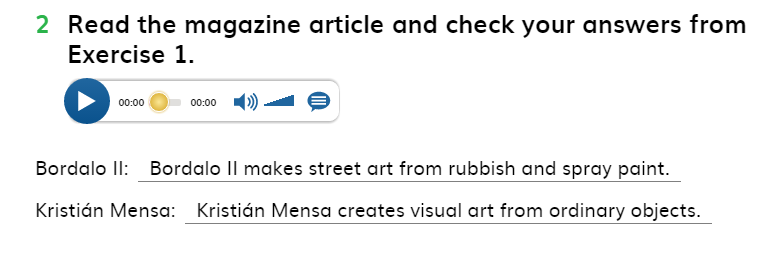 2 Read the magazine article and check your answers from
Exercise 1.
00:00 00:00
Bordalo II: Bordalo II makes street art from rubbish and spray paint.
Kristián Mensa: Kristián Mensa creates visual art from ordinary objects.